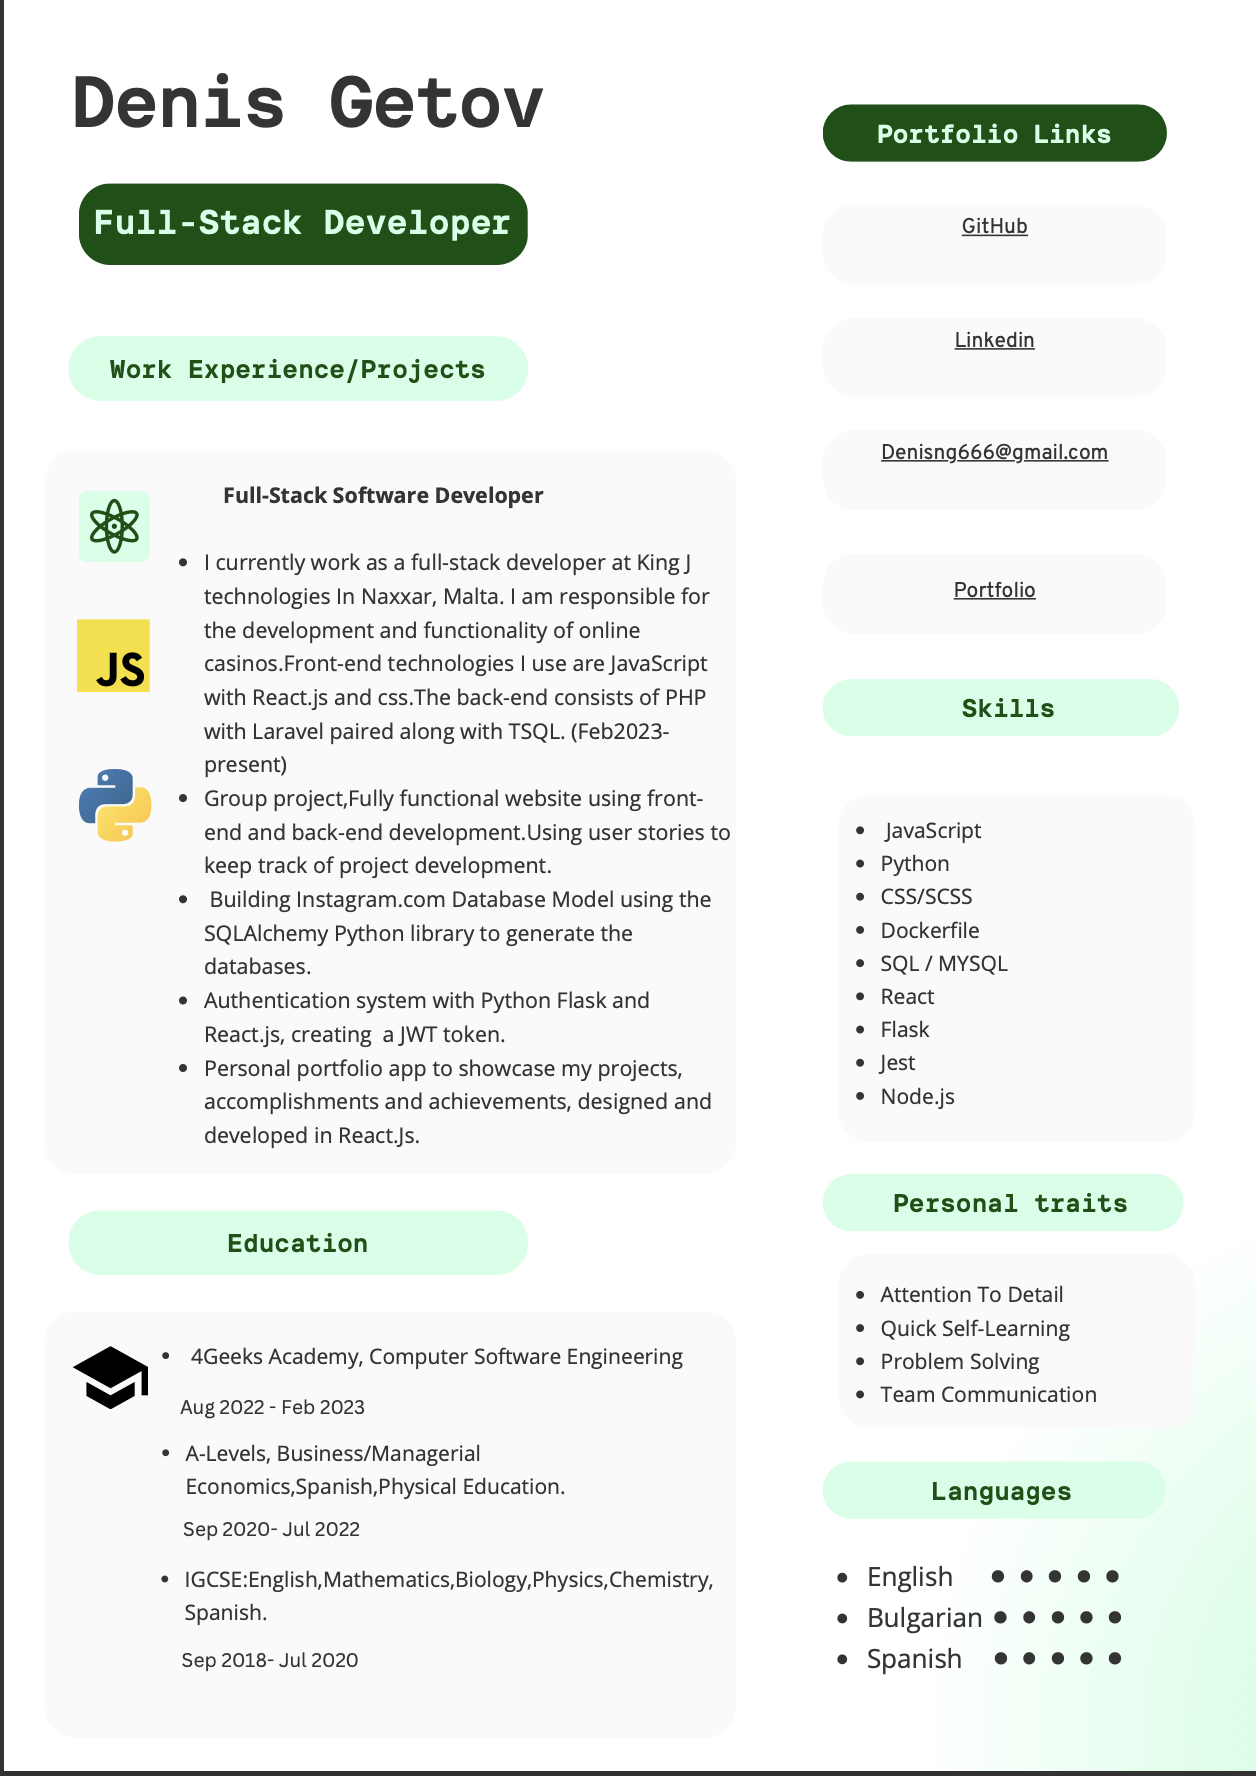 Denis Getov
Full-Stack Developer
Work Experience/Projects
Full-Stack Software Developer
JS
• I currently work as a full-stack developer at King J
technologies In Naxxar, Malta. I am responsible for
the development and functionality of online
casinos.Front-end technologies I use are JavaScript
with React.js and css.The back-end consists of PHP
with Laravel paired along with TSQL. (Feb2023-
present)
• Group project,Fully functional website using front-
end and back-end development.Using user stories to
keep track of project development.
• Building Instagram.com Database Model using the
SQLAlchemy Python library to generate the
databases.
• Authentication system with Python Flask and
React.js, creating  a JWT token.
• Personal portfolio app to showcase my projects,
accomplishments and achievements, designed and
developed in React.Js.
Education
• 4Geeks Academy, Computer Software Engineering
Aug 2022 - Feb 2023
• A-Levels, Business/Managerial
Economics,Spanish,Physical Education.
Sep 2020- Jul 2022
• IGCSE:English,Mathematics,Biology,Physics,Chemistry,
Spanish.
Sep 2018- Jul 2020
Portfolio Links
GitHub
Linkedin
Denisng666@gmail.com
Portfolio
Skills
• JavaScript
• Python
• CSS/SCSS
• Dockerfile
• SQL / MYSQL
• React
• Flask
• Jest
• Node.js
Personal traits
• Attention To Detail
• Quick Self-Learning
• Problem Solving
• Team Communication
Languages
• English
• Bulgarian
• Spanish